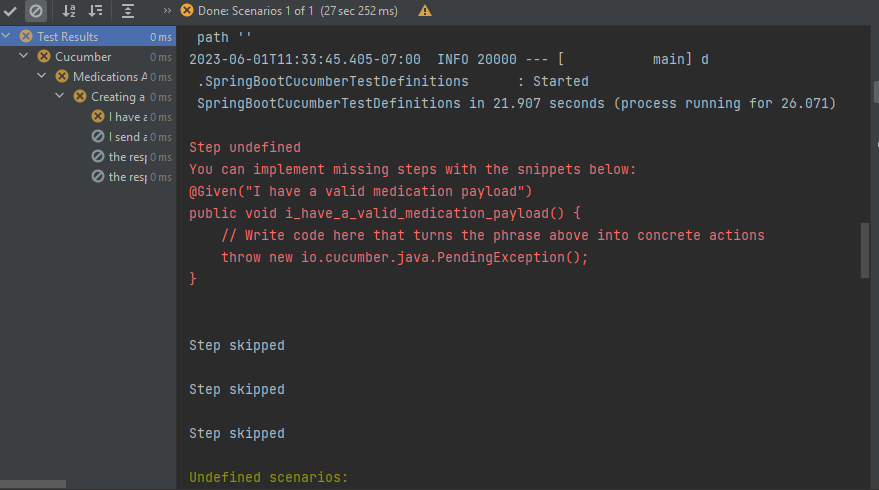 Done: Scenarios 1 of 1 (27 sec 252 ms)
Test Results 0 ms
Cucumber 0 ms
Medications A 0 ms
Creating a 0 ms
I have a 0 ms
I send a 0 ms
the resp 0 ms
the resp 0 ms
path ''
2023-06-01T11:33:45.405-07:00  INFO 20000 --- [           main] d
.SpringBootCucumberTestDefinitions      : Started
SpringBootCucumberTestDefinitions in 21.907 seconds (process running for 26.071)
Step undefined
You can implement missing steps with the snippets below:
@Given("I have a valid medication payload")
public void i_have_a_valid_medication_payload() {
    // Write code here that turns the phrase above into concrete actions
    throw new io.cucumber.java.PendingException();
}
Step skipped
Step skipped
Step skipped
Undefined scenarios: